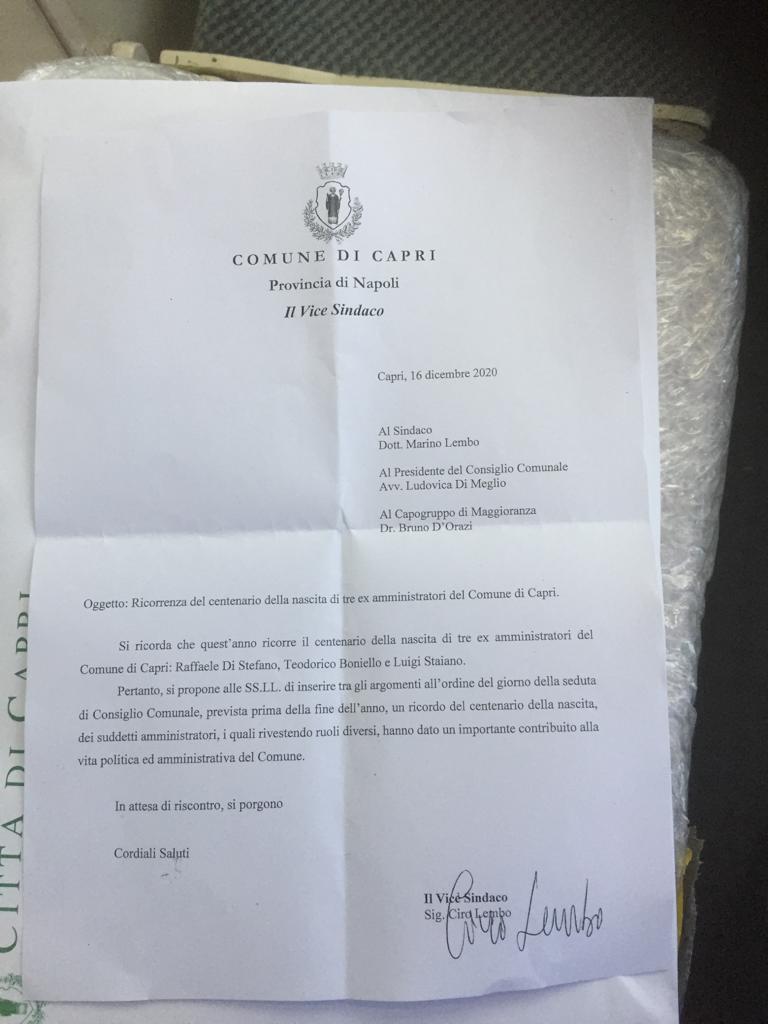 COMUNE DI CAPRI
Provincia di Napoli
Il Vice Sindaco
Capri, 16 dicembre 2020
Al Sindaco
Dott. Marino Lembo
Al Presidente del Consiglio Comunale
Avv. Ludovica Di Meglio
Al Capogruppo di Maggioranza
Dr. Bruno D'Orazi
Oggetto: Ricorrenza del centenario della nascita di tre ex amministratori del Comune di Capri.
Si ricorda che quest'anno ricorre il centenario della nascita di tre ex amministratori del
Comune di Capri: Raffaele Di Stefano, Teodorico Boniello e Luigi Staiano.
Pertanto, si propone alle SS.LL. di inserire tra gli argomenti all'ordine del giorno della seduta
di Consiglio Comunale, prevista prima della fine dell'anno, un ricordo del centenario della nascita,
dei suddetti amministratori, i quali rivestendo ruoli diversi, hanno dato un importante contributo alla
vita politica ed amministrativa del Comune.
In attesa di riscontro, si porgono
Cordiali Saluti
Il Vice Sindaco
Sig. Ciro Lembo
Ciro Lembo
CITTÀ DI CAPRI